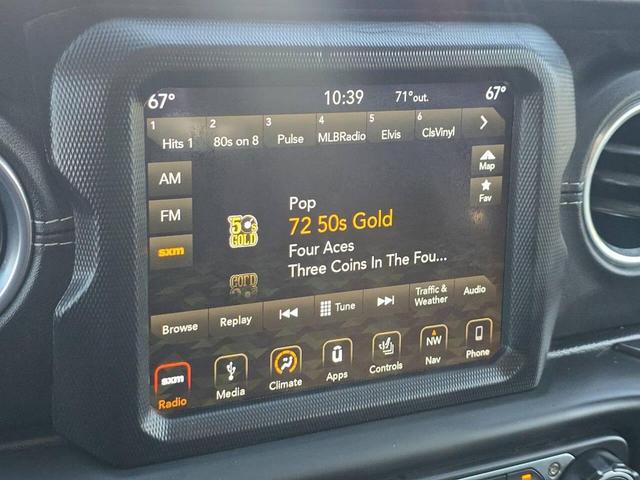 67° 10:39 71°out. 67°
1 Hits 1 2 80s on 8 3 Pulse 4 MLBRadio 5 Elvis 6 ClsVinyl
AM
Map
FM
Fav
sxm
50s GOLD
Pop
72 50s Gold
Four Aces
Three Coins In The Fou...
Browse Replay Tune Traffic & Weather Audio
sxm Radio Media Climate U Apps Controls NW Nav Phone